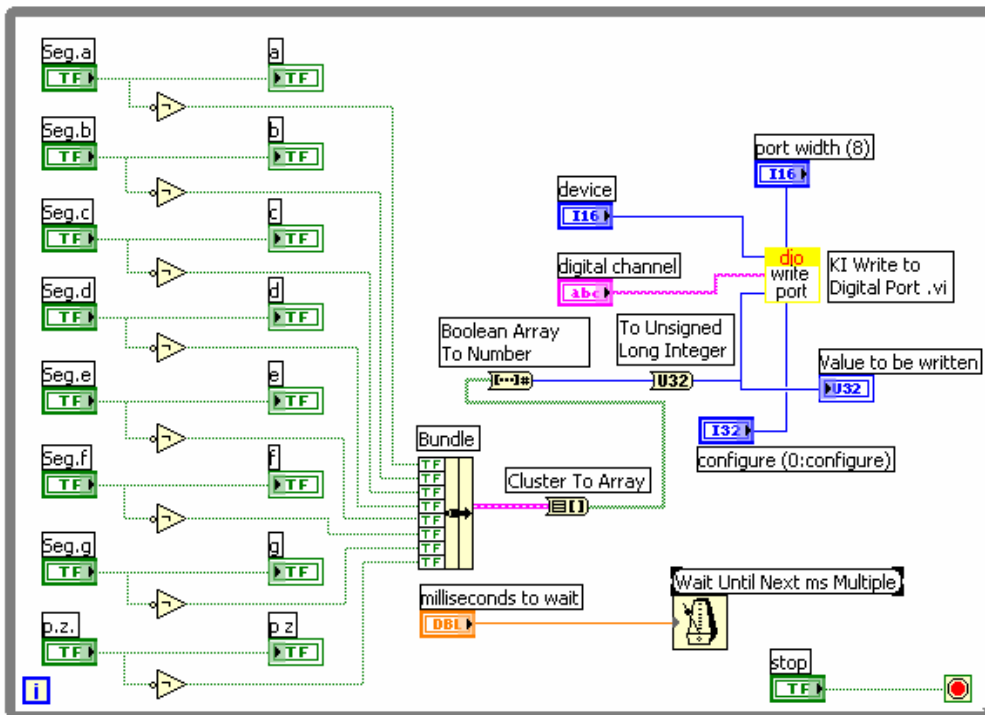 Seg.a
a
TF
TF
Seg.b
b
TF
TF
port width (8)
I16
Seg.c
c
device
TF
TF
I16
dio
write
port
KI Write to
Digital Port .vi
digital channel
abc
Seg.d
d
TF
TF
Boolean Array
To Number
To Unsigned
Long Integer
Seg.e
e
Value to be written
TF
TF
[...]#
U32
U32
Seg.f
f
Bundle
I32
configure (0:configure)
TF
TF
TF
TF
TF
TF
TF
TF
TF
TF
Cluster To Array
[ ]
Seg.g
g
TF
TF
milliseconds to wait
DBL
Wait Until Next ms Multiple
p.z.
p z
TF
TF
stop
TF
i